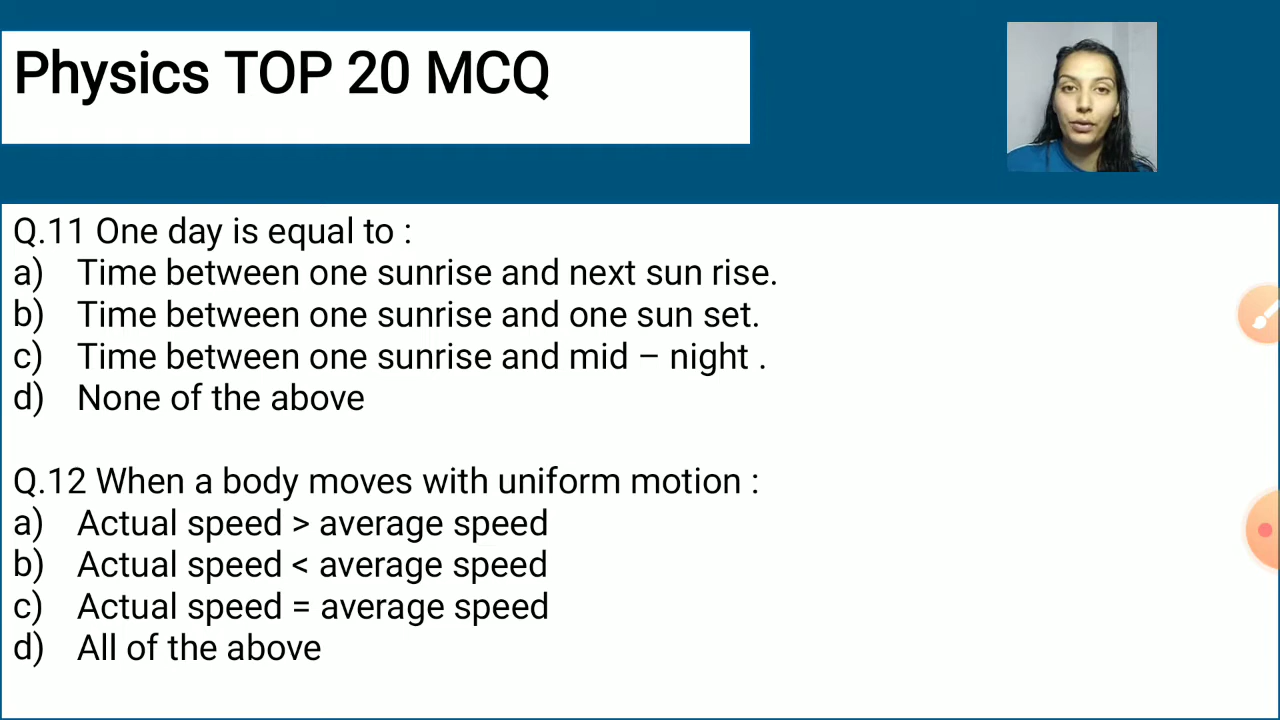 Physics TOP 20 MCQ
Q.11 One day is equal to :
a) Time between one sunrise and next sun rise.
b) Time between one sunrise and one sun set.
c) Time between one sunrise and mid – night .
d) None of the above
Q.12 When a body moves with uniform motion :
a) Actual speed > average speed
b) Actual speed < average speed
c) Actual speed = average speed
d) All of the above